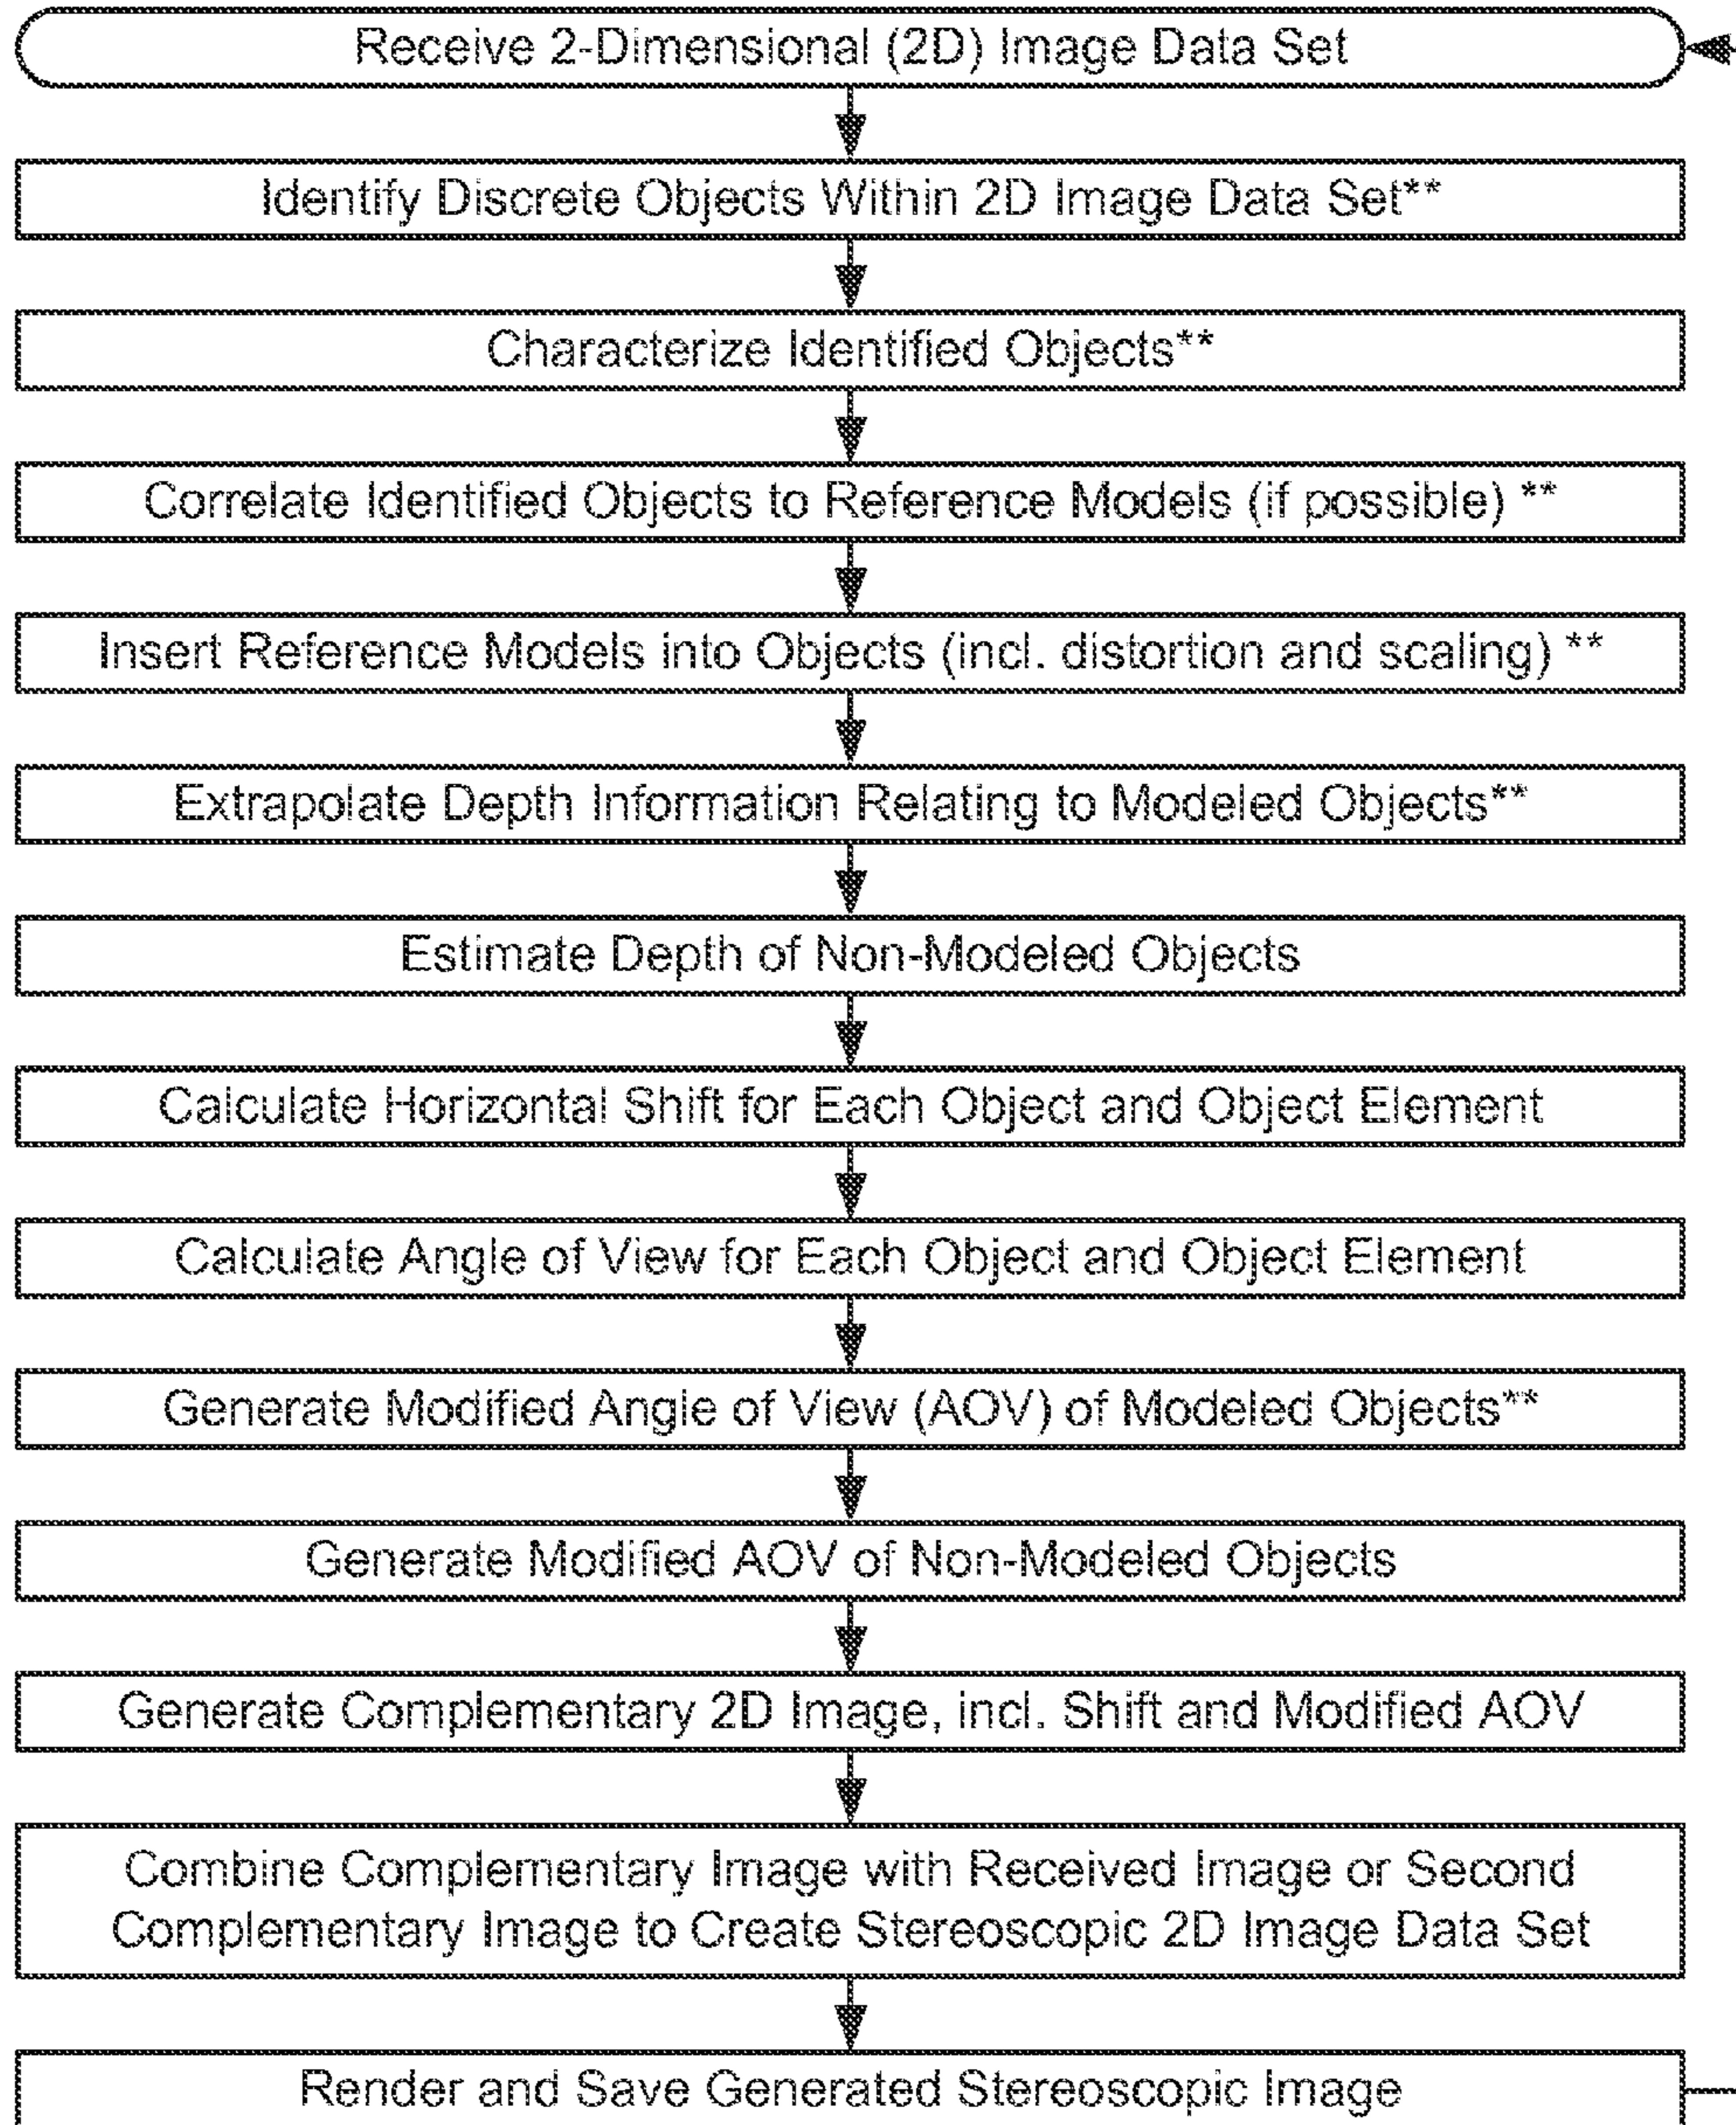 Receive 2-Dimensional (2D) Image Data Set
Identify Discrete Objects Within 2D Image Data Set**
Characterize Identified Objects**
Correlate Identified Objects to Reference Models (if possible) **
Insert Reference Models into Objects (incl. distortion and scaling) **
Extrapolate Depth Information Relating to Modeled Objects**
Estimate Depth of Non-Modeled Objects
Calculate Horizontal Shift for Each Object and Object Element
Calculate Angle of View for Each Object and Object Element
Generate Modified Angle of View (AOV) of Modeled Objects**
Generate Modified AOV of Non-Modeled Objects
Generate Complementary 2D Image, incl. Shift and Modified AOV
Combine Complementary Image with Received Image or Second
Complementary Image to Create Stereoscopic 2D Image Data Set
Render and Save Generated Stereoscopic Image